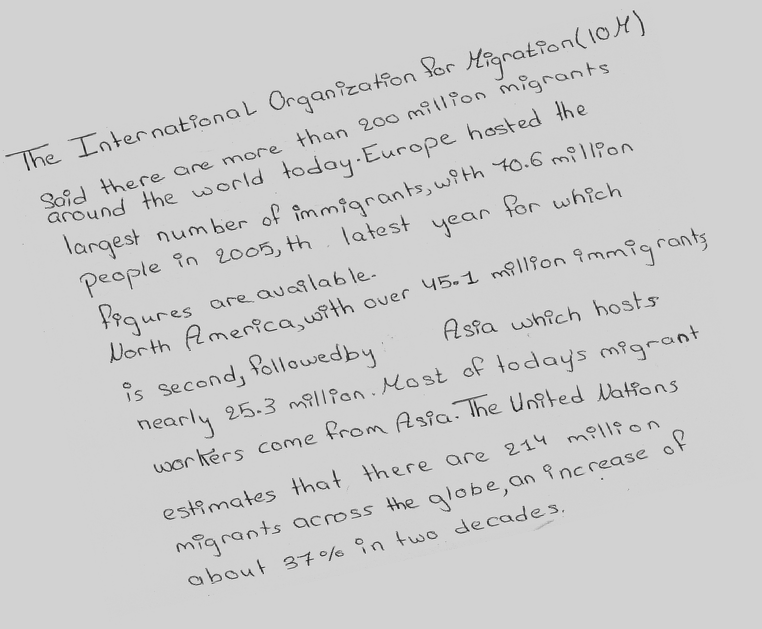 The International Organization for Migration(IOM)
Said there are more than 200 million migrants
around the world today. Europe hosted the
largest number of immigrants, with 70.6 million
People in 2005, th latest year for which
figures are available.
North America, with over 45.1 million immigrants,
is second, followedby Asia which hosts
nearly 25.3 million. Most of today's migrant
workers come from Asia. The United Nations
estimates that there are 214 million
migrants across the globe, an increase of
about 37% in two decades.